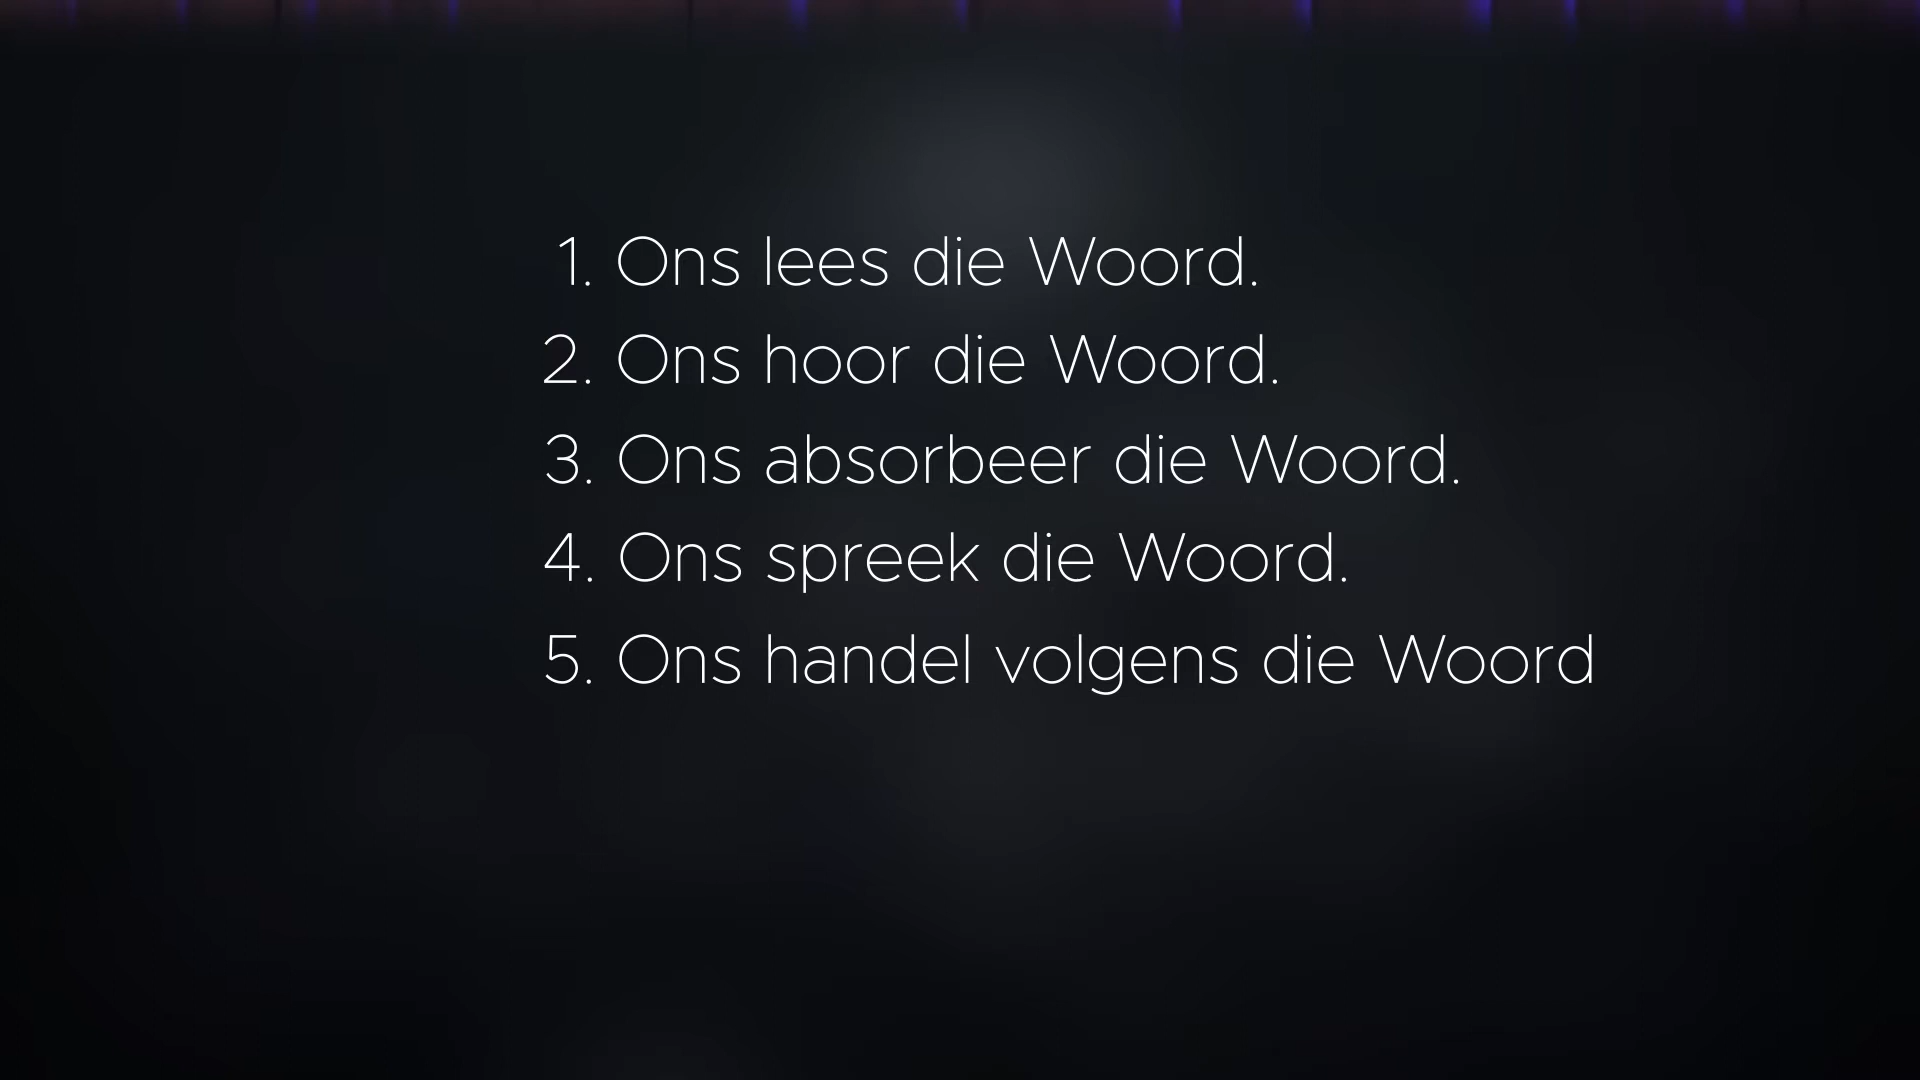 1. Ons lees die Woord.
2. Ons hoor die Woord.
3. Ons absorbeer die Woord.
4. Ons spreek die Woord.
5. Ons handel volgens die Woord